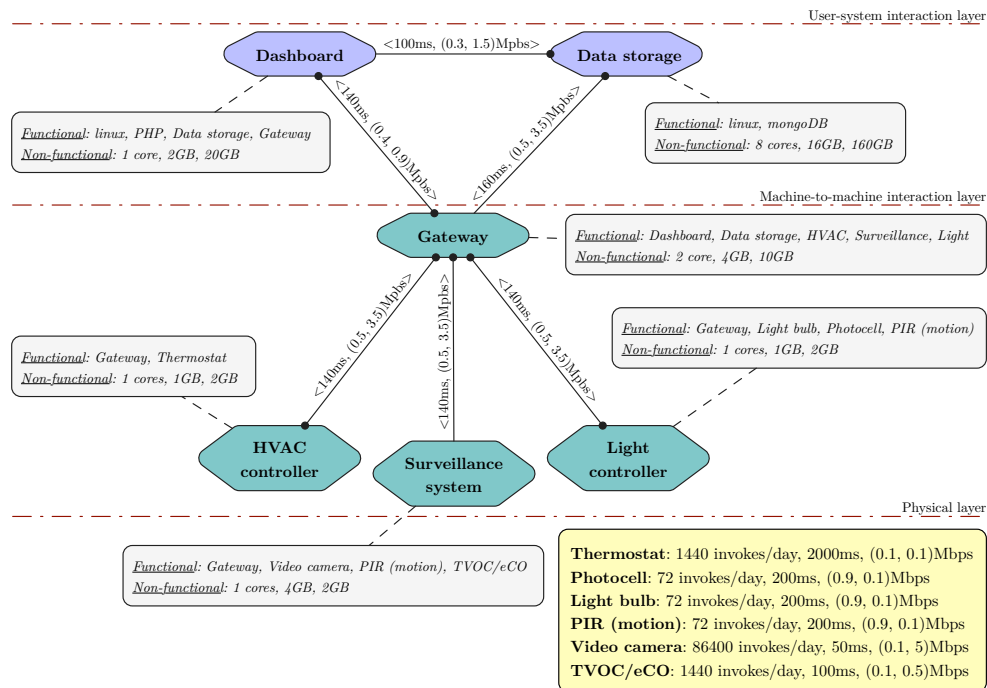 User-system interaction layer
Dashboard
<100ms, (0.3, 1.5)Mpbs>
Data storage
Functional: linux, PHP, Data storage, Gateway
Non-functional: 1 core, 2GB, 20GB
<140ms, (0.4, 0.9)Mpbs>
<160ms, (0.5, 3.5)Mpbs>
Functional: linux, mongoDB
Non-functional: 8 cores, 16GB, 160GB
Machine-to-machine interaction layer
Gateway
Functional: Dashboard, Data storage, HVAC, Surveillance, Light
Non-functional: 2 core, 4GB, 10GB
<140ms, (0.5, 3.5)Mpbs>
<140ms, (0.5, 3.5)Mpbs>
<140ms, (0.5, 3.5)Mpbs>
Functional: Gateway, Light bulb, Photocell, PIR (motion)
Non-functional: 1 cores, 1GB, 2GB
Functional: Gateway, Thermostat
Non-functional: 1 cores, 1GB, 2GB
HVAC
controller
Surveillance
system
Light
controller
Physical layer
Functional: Gateway, Video camera, PIR (motion), TVOC/eCO
Non-functional: 1 cores, 4GB, 2GB
Thermostat: 1440 invokes/day, 2000ms, (0.1, 0.1)Mbps
Photocell: 72 invokes/day, 200ms, (0.9, 0.1)Mbps
Light bulb: 72 invokes/day, 200ms, (0.9, 0.1)Mbps
PIR (motion): 72 invokes/day, 200ms, (0.9, 0.1)Mbps
Video camera: 86400 invokes/day, 50ms, (0.1, 5)Mbps
TVOC/eCO: 1440 invokes/day, 100ms, (0.1, 0.5)Mbps